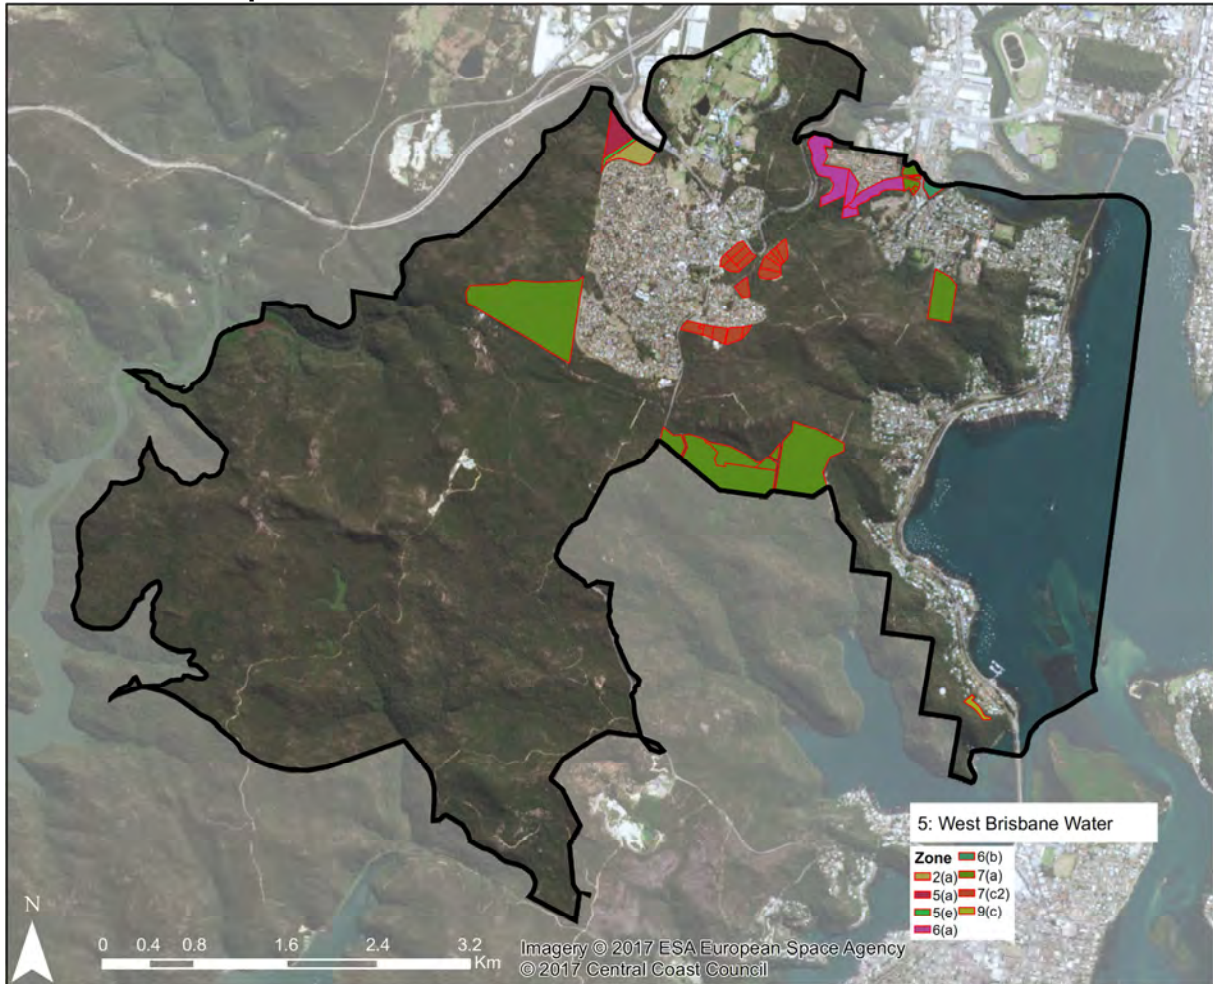 5: West Brisbane Water
Zone
2(a)
5(a)
5(e)
6(a)
6(b)
7(a)
7(c2)
9(c)
N
0 0.4 0.8 1.6 2.4 3.2
Km
Imagery © 2017 ESA European Space Agency
© 2017 Central Coast Council